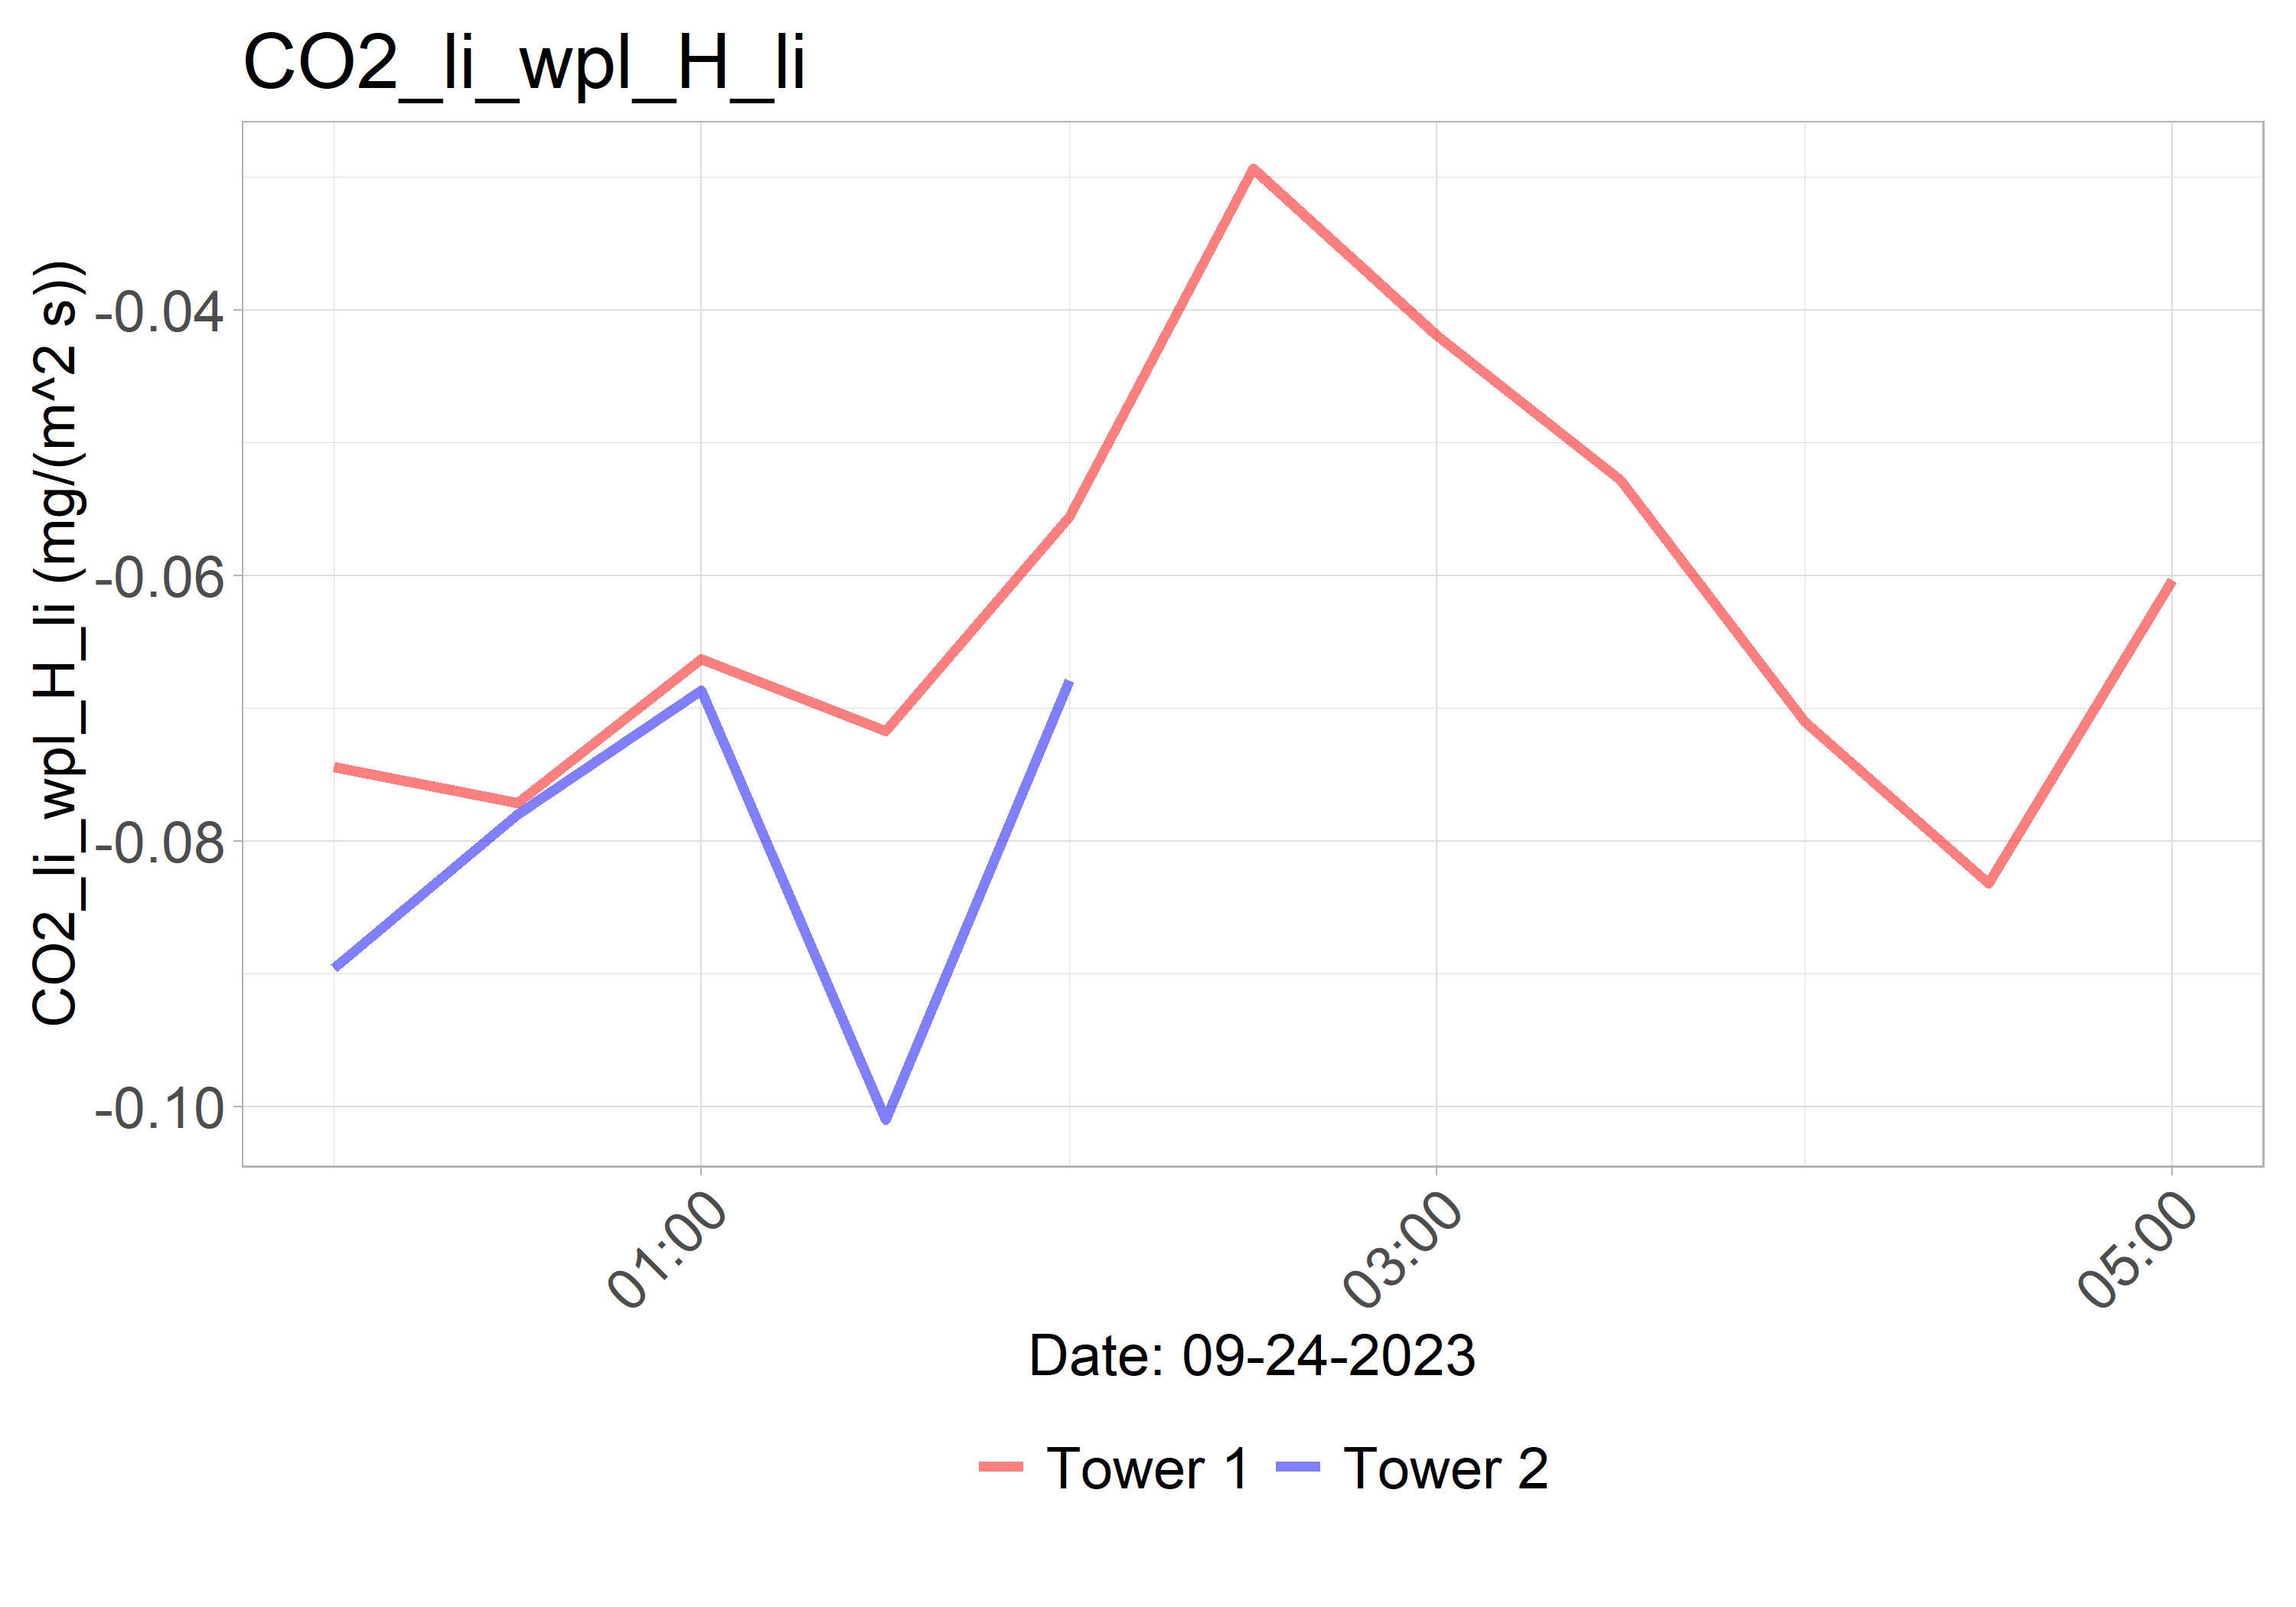 CO2_li_wpl_H_li
CO2_li_wpl_H_li (mg/(m^2 s))
-0.04
-0.06
-0.08
-0.10
01:00
03:00
05:00
Date: 09-24-2023
Tower 1
Tower 2